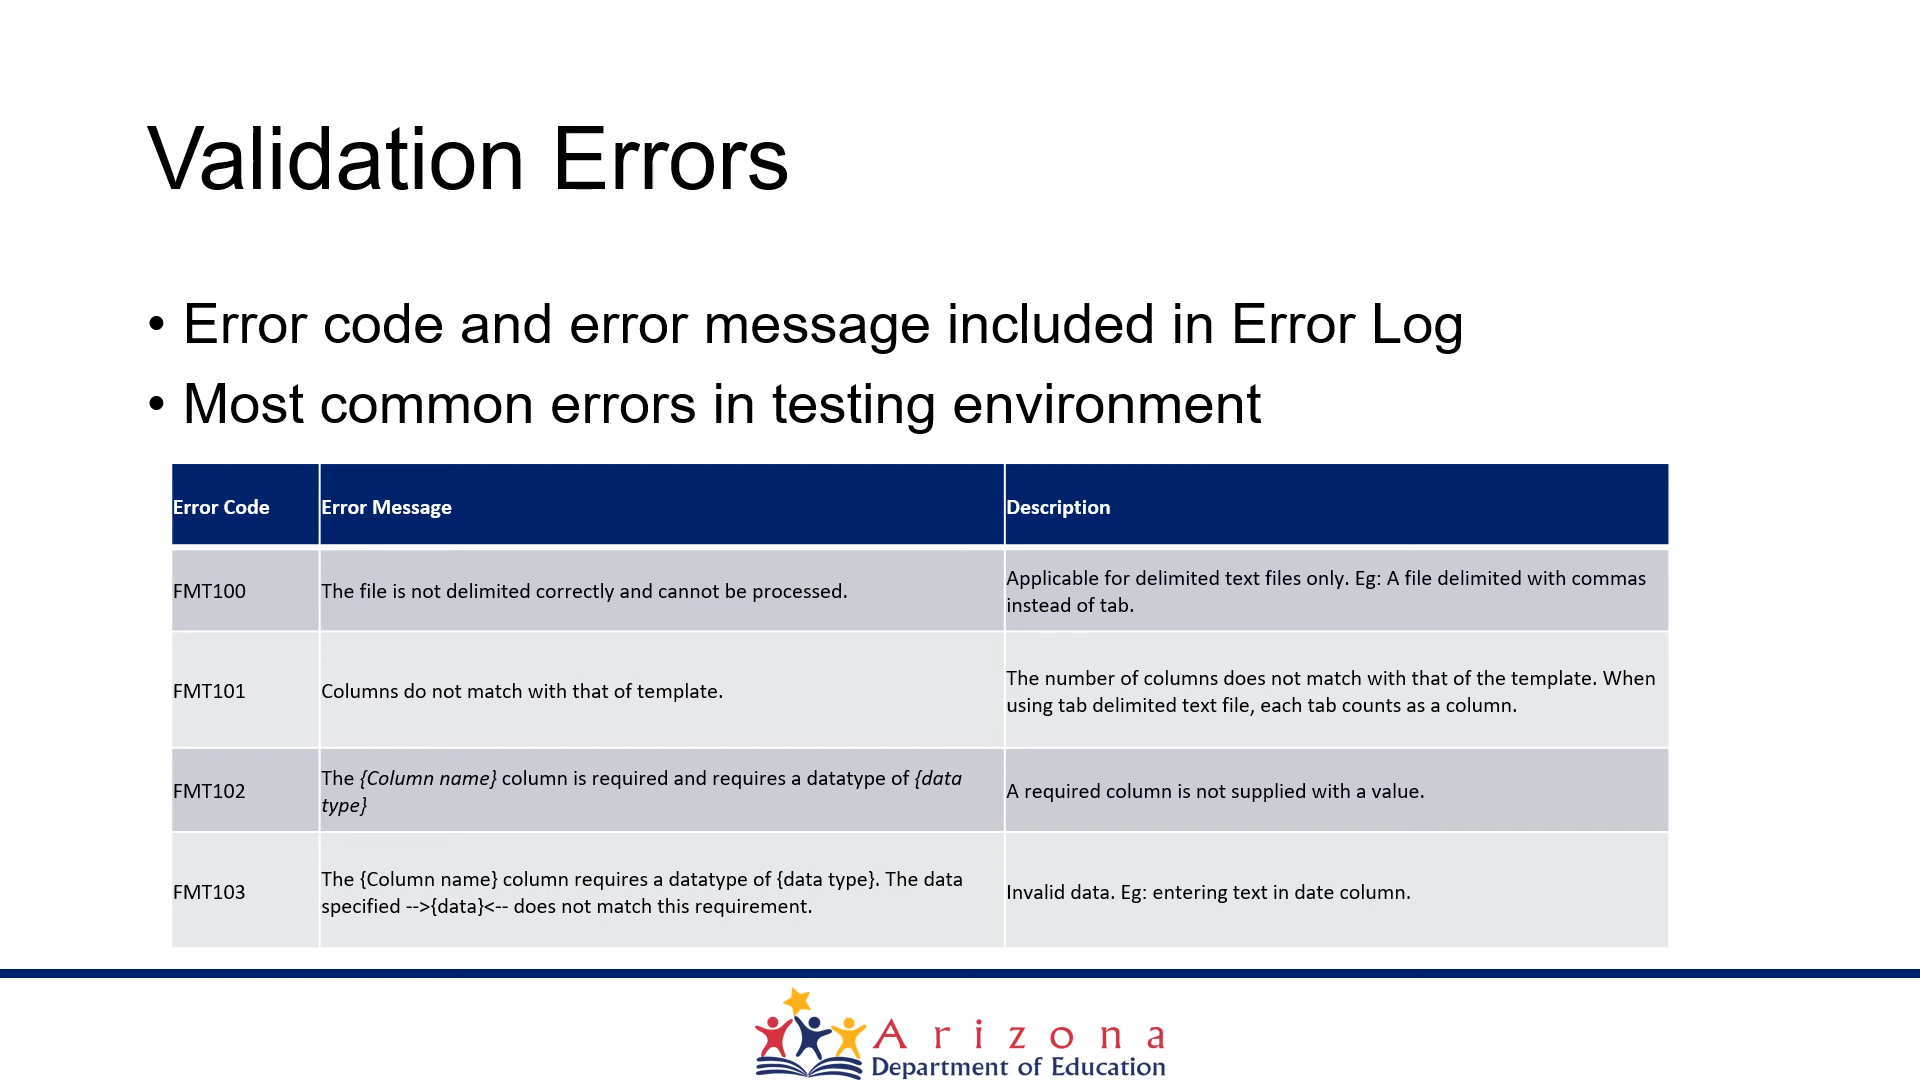 Validation Errors
• Error code and error message included in Error Log
• Most common errors in testing environment
Error Code
Error Message
Description
FMT100
The file is not delimited correctly and cannot be processed.
Applicable for delimited text files only. Eg: A file delimited with commas
instead of tab.
FMT101
Columns do not match with that of template.
The number of columns does not match with that of the template. When
using tab delimited text file, each tab counts as a column.
FMT102
The {Column name} column is required and requires a datatype of {data
type}
A required column is not supplied with a value.
FMT103
The {Column name} column requires a datatype of {data type}. The data
specified -->{data}<-- does not match this requirement.
Invalid data. Eg: entering text in date column.
Arizona
Department of Education